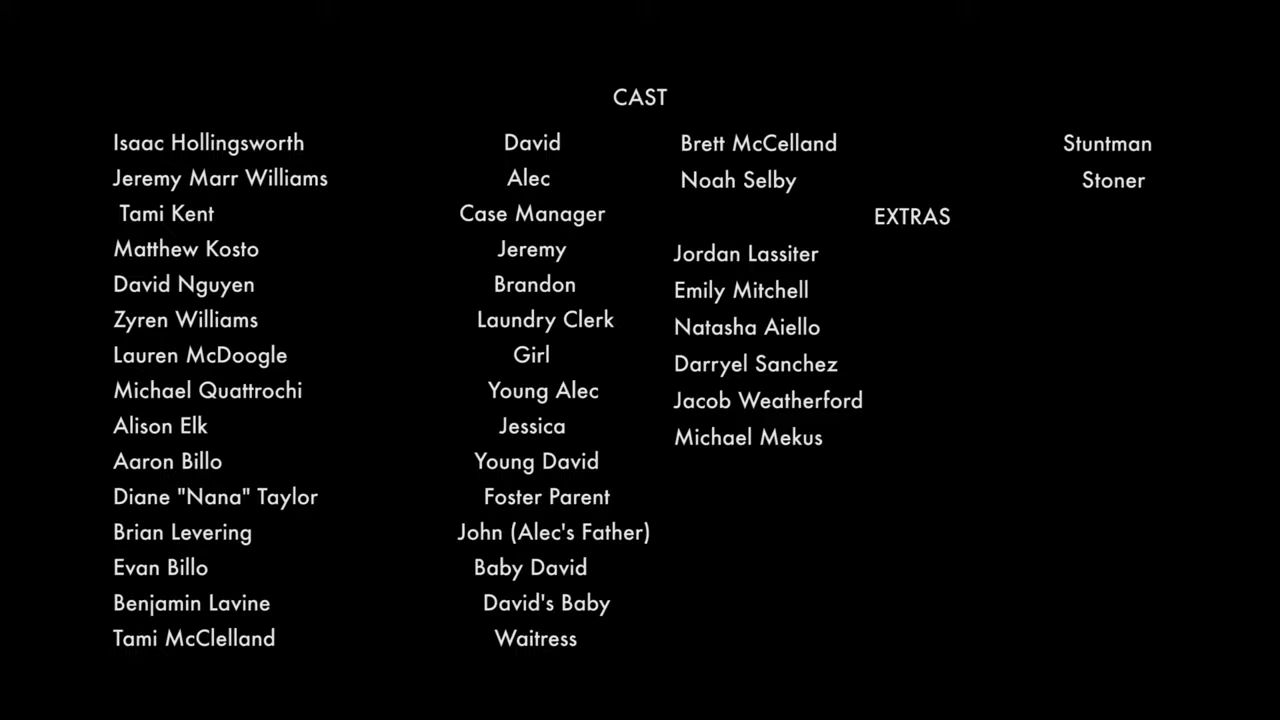 CAST
Isaac Hollingsworth David
Jeremy Marr Williams Alec
Tami Kent Case Manager
Matthew Kosto Jeremy
David Nguyen Brandon
Zyren Williams Laundry Clerk
Lauren McDoogle Girl
Michael Quattrochi Young Alec
Alison Elk Jessica
Aaron Billo Young David
Diane "Nana" Taylor Foster Parent
Brian Levering John (Alec's Father)
Evan Billo Baby David
Benjamin Lavine David's Baby
Tami McClelland Waitress
Brett McCelland Stuntman
Noah Selby Stoner
EXTRAS
Jordan Lassiter
Emily Mitchell
Natasha Aiello
Darryel Sanchez
Jacob Weatherford
Michael Mekus